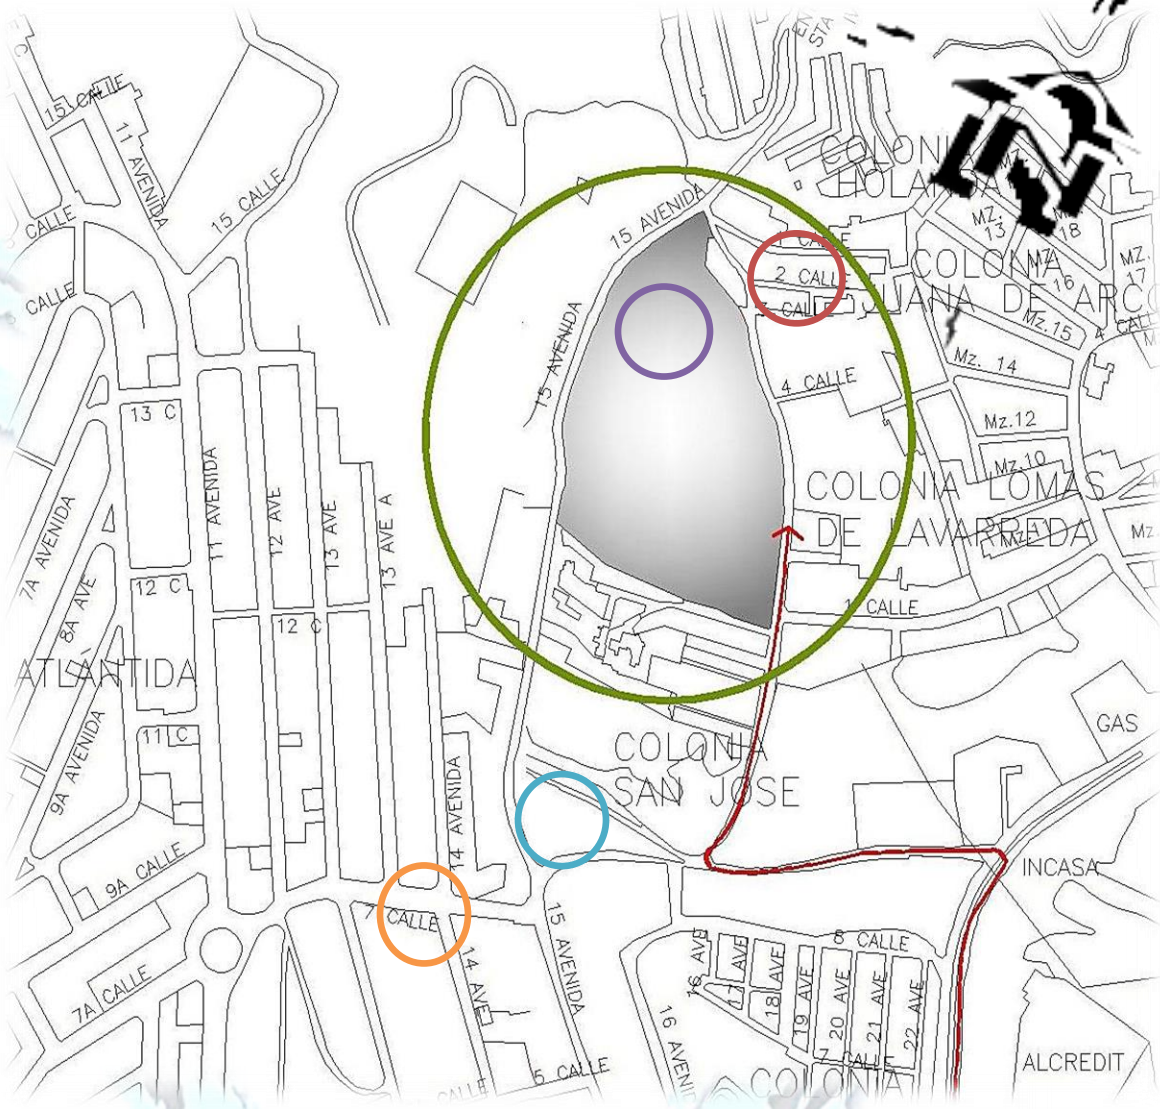 15 CALLE
11 AVENIDA
15 CALLE
CALLE
CALLE
15 AVENIDA
15 AVENIDA
COLONIA
HOLANDA
1 CALLE
2 CALLE
CALLE
4 CALLE
MZ.
13
18
MZ.
16
MZ.
17
COLONIA
JUANA DE ARCO
Mz.15
4 CALL
Mz. 14
Mz.12
Mz.10
13 C
11 AVENIDA
12 AVE
13 AVE
13 AVE A
COLONIA LOMAS
DE LAVARREDA
Mz
7A AVENIDA
8A AVE
12 C
12 C
1 CALLE
ATLANTIDA
11 C
9A AVENIDA
GAS
COLONIA
SAN JOSE
14 AVENIDA
9A CALLE
INCASA
7 CALLE
15 AVENIDA
14 AVE
7A CALLE
8 CALLE
16 AVE
17 AVE
18 AVE
19 AVE
20 AVE
21 AVE
22 AVE
16 AVENI
7 CALLE
5 CALLE
CALLE
COLONIA
ALCREDIT